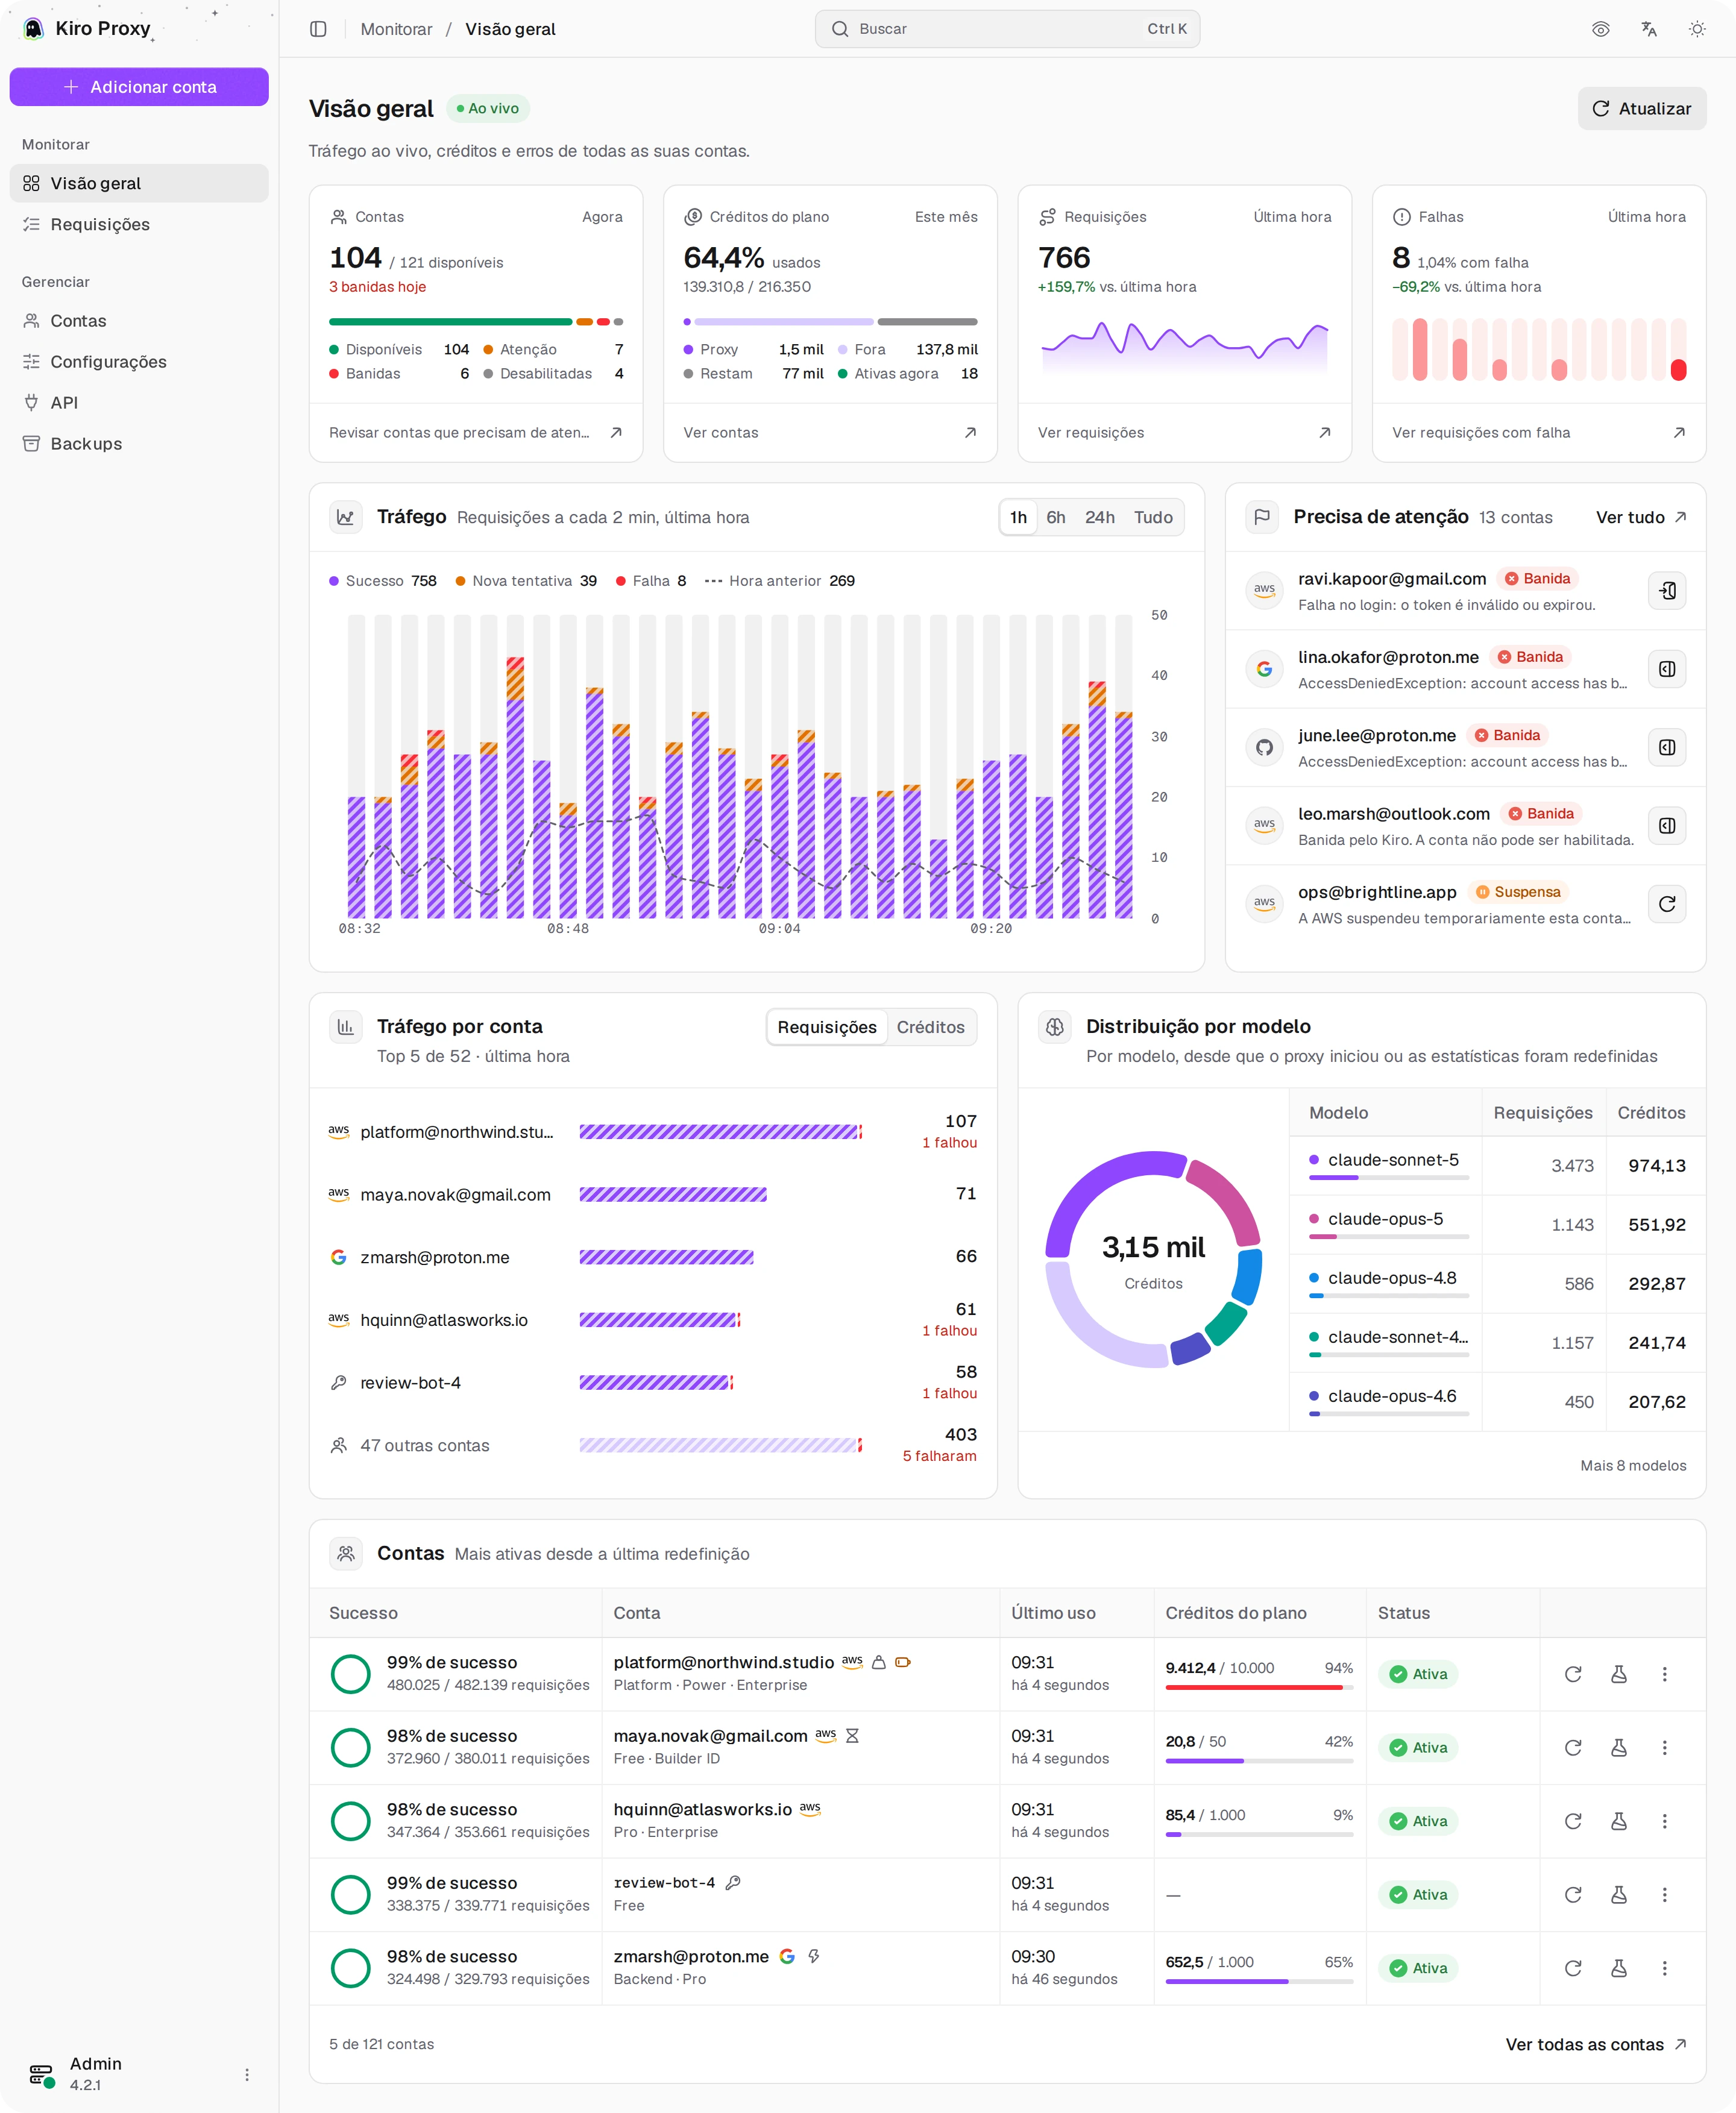 Kiro Proxy
Adicionar conta
Monitorar
Visão geral
Requisições
Gerenciar
Contas
Configurações
API
Backups
Admin
4.2.1
Monitorar / Visão geral
Buscar Ctrl K
Visão geral Ao vivo
Atualizar
Tráfego ao vivo, créditos e erros de todas as suas contas.
Contas Agora
104 / 121 disponíveis
3 banidas hoje
Disponíveis 104 Atenção 7
Banidas 6 Desabilitadas 4
Revisar contas que precisam de aten...
Créditos do plano Este mês
64,4% usados
139.310,8 / 216.350
Proxy 1,5 mil Fora 137,8 mil
Restam 77 mil Ativas agora 18
Ver contas
Requisições Última hora
766
+159,7% vs. última hora
Ver requisições
Falhas Última hora
8 1,04% com falha
-69,2% vs. última hora
Ver requisições com falha
Tráfego Requisições a cada 2 min, última hora
1h 6h 24h Tudo
Sucesso 758 Nova tentativa 39 Falha 8 Hora anterior 269
50
40
30
20
10
0
08:32 08:48 09:04 09:20
Precisa de atenção 13 contas Ver tudo
aws ravi.kapoor@gmail.com Banida
Falha no login: o token é inválido ou expirou.
lina.okafor@proton.me Banida
AccessDeniedException: account access has b...
june.lee@proton.me Banida
AccessDeniedException: account access has b...
aws leo.marsh@outlook.com Banida
Banida pelo Kiro. A conta não pode ser habilitada.
aws ops@brightline.app Suspensa
A AWS suspendeu temporariamente esta conta...
Tráfego por conta
Requisições Créditos
Top 5 de 52 · última hora
aws platform@northwind.stu... 107
1 falhou
aws maya.novak@gmail.com 71
zmarsh@proton.me 66
aws hquinn@atlasworks.io 61
1 falhou
review-bot-4 58
1 falhou
47 outras contas 403
5 falharam
Distribuição por modelo
Por modelo, desde que o proxy iniciou ou as estatísticas foram redefinidas
3,15 mil
Créditos
Modelo Requisições Créditos
claude-sonnet-5 3.473 974,13
claude-opus-5 1.143 551,92
claude-opus-4.8 586 292,87
claude-sonnet-4... 1.157 241,74
claude-opus-4.6 450 207,62
Mais 8 modelos
Contas Mais ativas desde a última redefinição
Sucesso Conta Último uso Créditos do plano Status
99% de sucesso platform@northwind.studio aws 09:31 9.412,4 / 10.000 94% Ativa
480.025 / 482.139 requisições Platform · Power · Enterprise há 4 segundos
98% de sucesso maya.novak@gmail.com aws 09:31 20,8 / 50 42% Ativa
372.960 / 380.011 requisições Free · Builder ID há 4 segundos
98% de sucesso hquinn@atlasworks.io aws 09:31 85,4 / 1.000 9% Ativa
347.364 / 353.661 requisições Pro · Enterprise há 4 segundos
99% de sucesso review-bot-4 09:31 — Ativa
338.375 / 339.771 requisições Free há 4 segundos
98% de sucesso zmarsh@proton.me 09:30 652,5 / 1.000 65% Ativa
324.498 / 329.793 requisições Backend · Pro há 46 segundos
5 de 121 contas Ver todas as contas